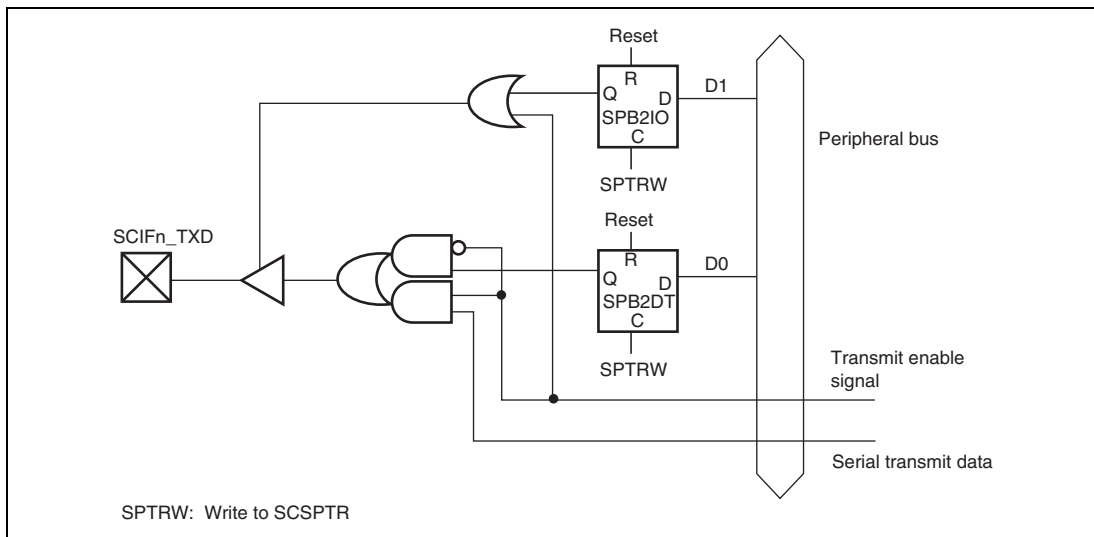 Reset
R
D1
Q
D
SPB2IO
C
Peripheral bus
SPTRW
Reset
SCIFn_TXD
R
D0
Q
D
SPB2DT
C
SPTRW
Transmit enable
signal
Serial transmit data
SPTRW: Write to SCSPTR